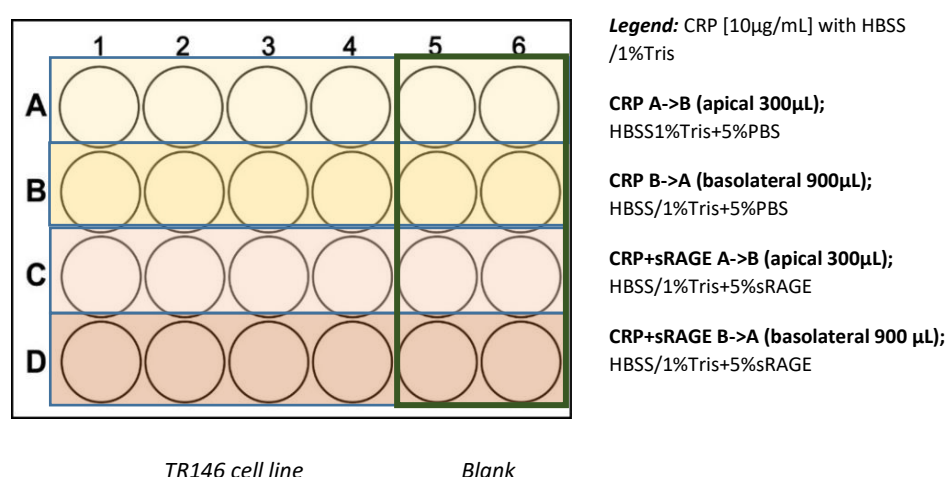 1 2 3 4 5 6
A
B
C
D
TR146 cell line Blank
Legend: CRP [10µg/mL] with HBSS
/1%Tris
CRP A->B (apical 300µL);
HBSS1%Tris+5%PBS
CRP B->A (basolateral 900µL);
HBSS/1%Tris+5%PBS
CRP+sRAGE A->B (apical 300µL);
HBSS/1%Tris+5%sRAGE
CRP+sRAGE B->A (basolateral 900 µL);
HBSS/1%Tris+5%sRAGE